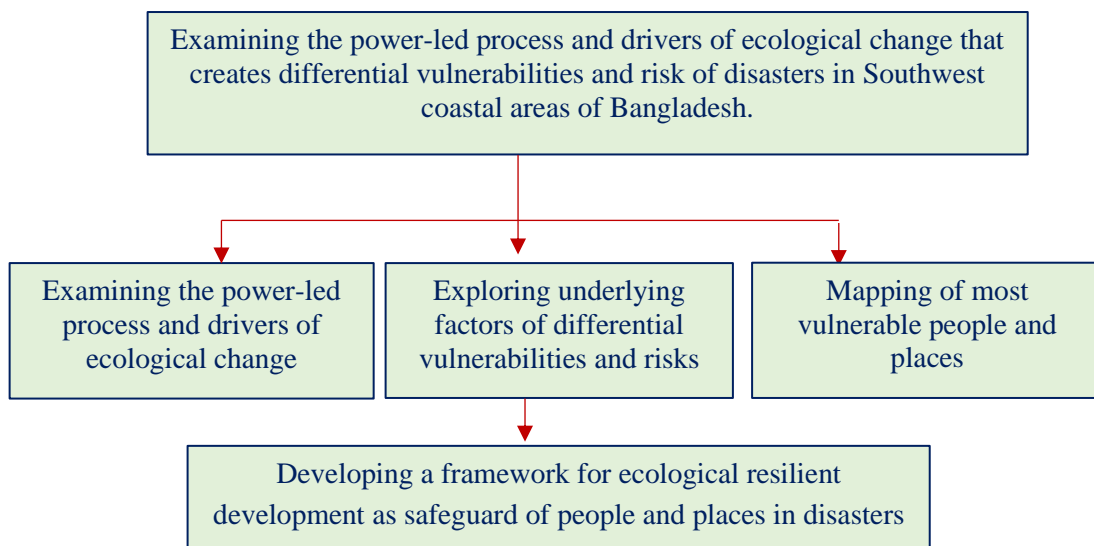 Examining the power-led process and drivers of ecological change that
creates differential vulnerabilities and risk of disasters in Southwest
coastal areas of Bangladesh.
Examining the power-led
process and drivers of
ecological change
Exploring underlying
factors of differential
vulnerabilities and risks
Mapping of most
vulnerable people and
places
Developing a framework for ecological resilient
development as safeguard of people and places in disasters